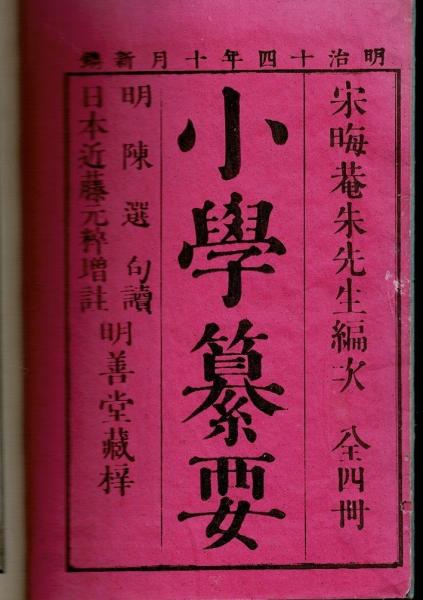 明治十四年十月新鐫
宋晦菴朱先生編次 全四冊
小學纂要
明陳選句讀
日本近藤元粹增註
明善堂藏梓